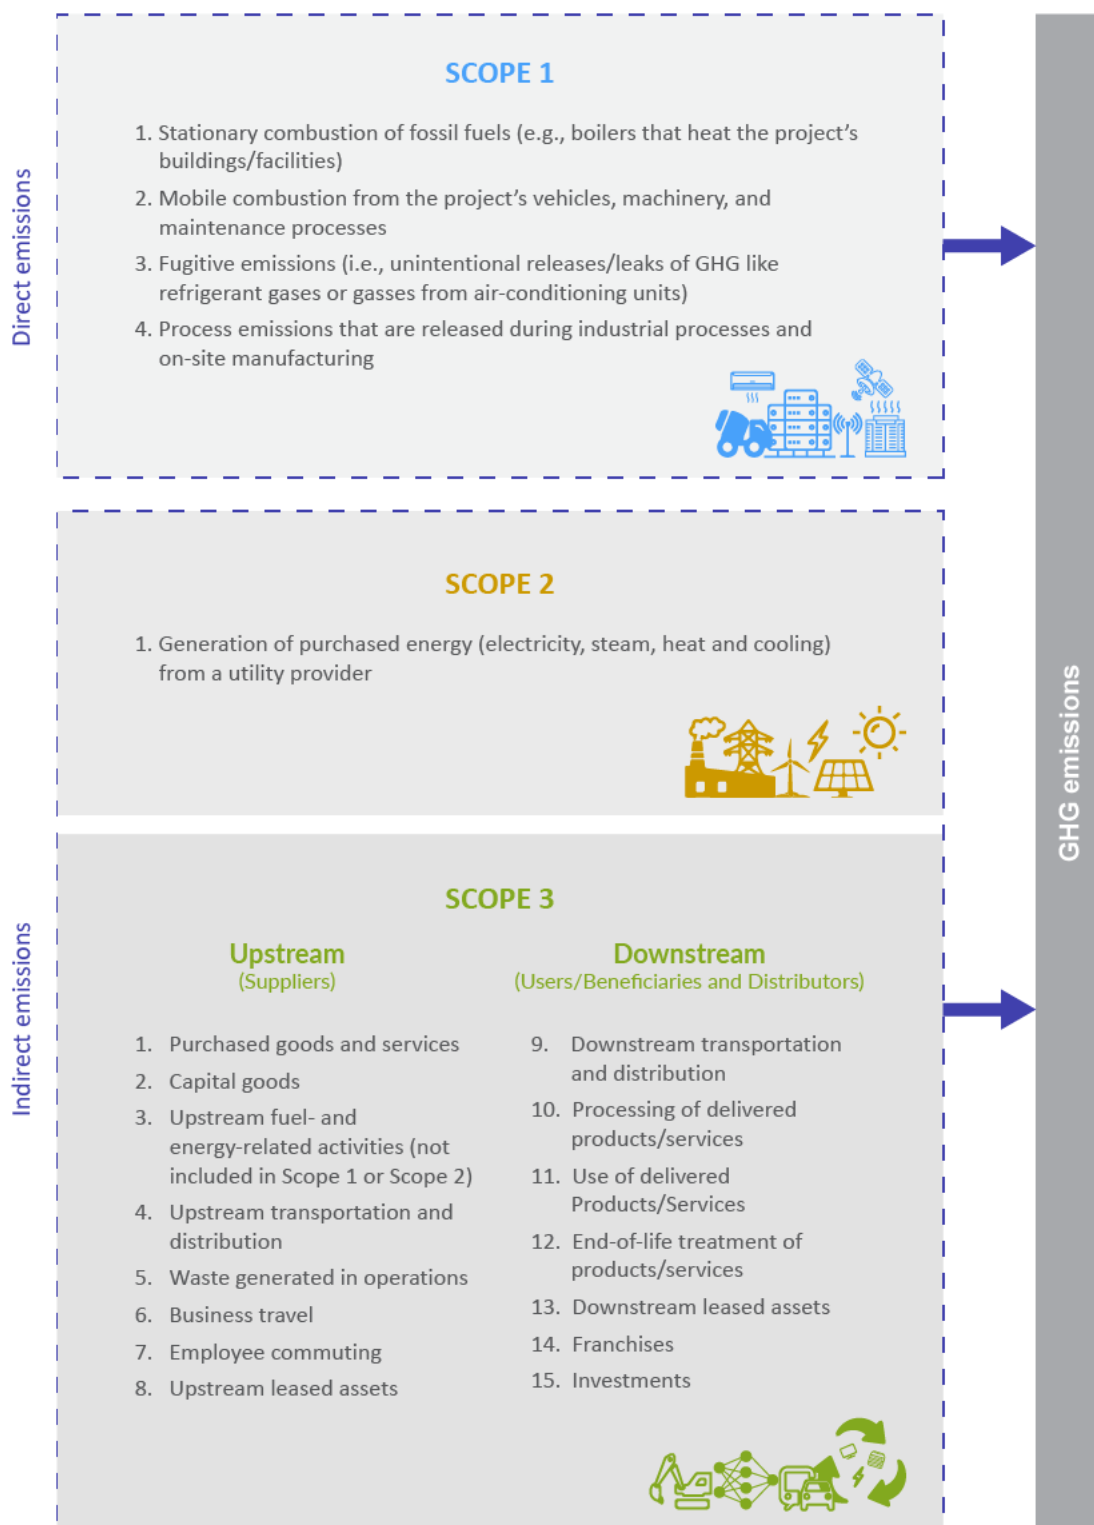 Direct emissions
SCOPE 1
1. Stationary combustion of fossil fuels (e.g., boilers that heat the project's
buildings/facilities)
2. Mobile combustion from the project's vehicles, machinery, and
maintenance processes
3. Fugitive emissions (i.e., unintentional releases/leaks of GHG like
refrigerant gases or gasses from air-conditioning units)
4. Process emissions that are released during industrial processes and
on-site manufacturing
SCOPE 2
1. Generation of purchased energy (electricity, steam, heat and cooling)
from a utility provider
GHG emissions
Indirect emissions
SCOPE 3
Upstream
(Suppliers)
1. Purchased goods and services
2. Capital goods
3. Upstream fuel- and
energy-related activities (not
included in Scope 1 or Scope 2)
4. Upstream transportation and
distribution
5. Waste generated in operations
6. Business travel
7. Employee commuting
8. Upstream leased assets
Downstream
(Users/Beneficiaries and Distributors)
9. Downstream transportation
and distribution
10. Processing of delivered
products/services
11. Use of delivered
Products/Services
12. End-of-life treatment of
products/services
13. Downstream leased assets
14. Franchises
15. Investments